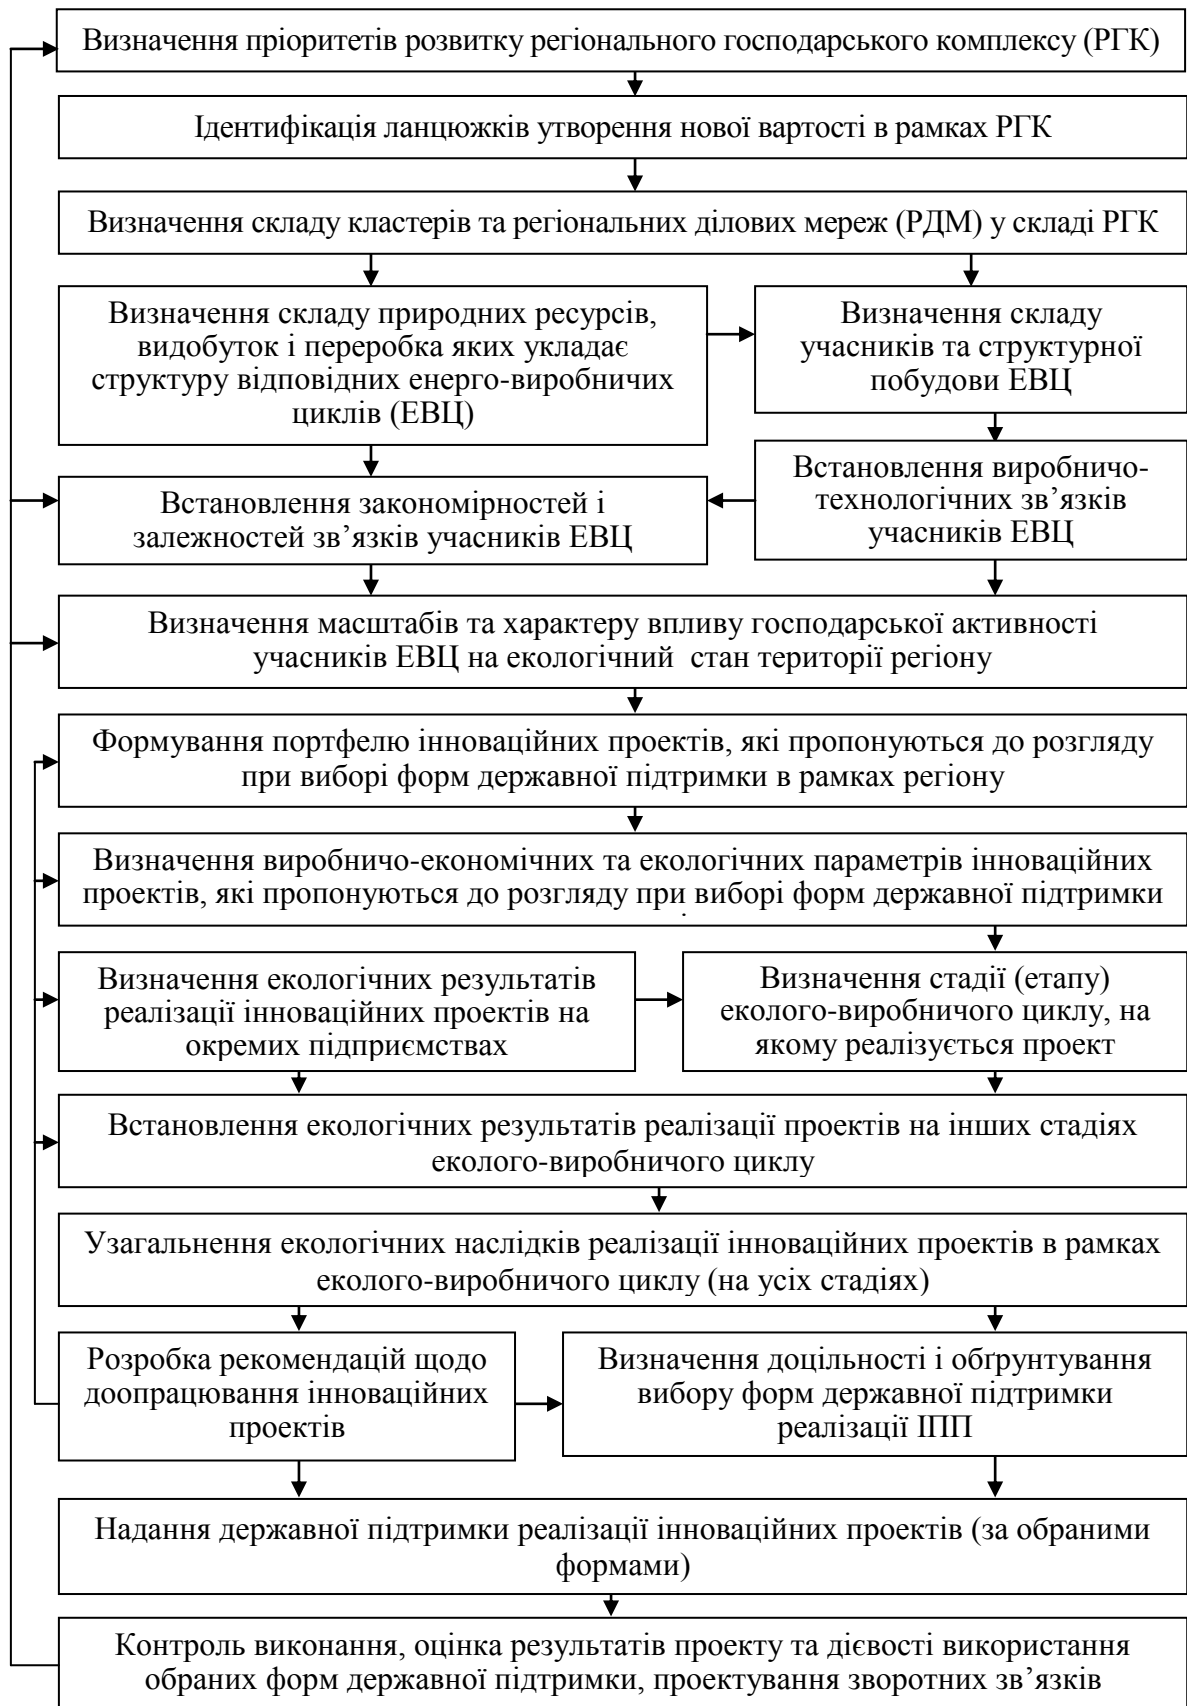 Визначення пріоритетів розвитку регіонального господарського комплексу (РГК)
Ідентифікація ланцюжків утворення нової вартості в рамках РГК
Визначення складу кластерів та регіональних ділових мереж (РДМ) у складі РГК
Визначення складу природних ресурсів,
видобуток і переробка яких укладає
структуру відповідних енерго-виробничих
циклів (ЕВЦ)
Визначення складу
учасників та структурної
побудови ЕВЦ
Встановлення закономірностей і
залежностей зв’язків учасників ЕВЦ
Встановлення виробничо-
технологічних зв’язків
учасників ЕВЦ
Визначення масштабів та характеру впливу господарської активності
учасників ЕВЦ на екологічний стан території регіону
Формування портфелю інноваційних проектів, які пропонуються до розгляду
при виборі форм державної підтримки в рамках регіону
Визначення виробничо-економічних та екологічних параметрів інноваційних
проектів, які пропонуються до розгляду при виборі форм державної підтримки
Визначення екологічних результатів
реалізації інноваційних проектів на
окремих підприємствах
Визначення стадії (етапу)
еколого-виробничого циклу, на
якому реалізується проект
Встановлення екологічних результатів реалізації проектів на інших стадіях
еколого-виробничого циклу
Узагальнення екологічних наслідків реалізації інноваційних проектів в рамках
еколого-виробничого циклу (на усіх стадіях)
Розробка рекомендацій щодо
доопрацювання інноваційних
проектів
Визначення доцільності і обґрунтування
вибору форм державної підтримки
реалізації ІПП
Надання державної підтримки реалізації інноваційних проектів (за обраними
формами)
Контроль виконання, оцінка результатів проекту та дієвості використання
обраних форм державної підтримки, проектування зворотних зв’язків